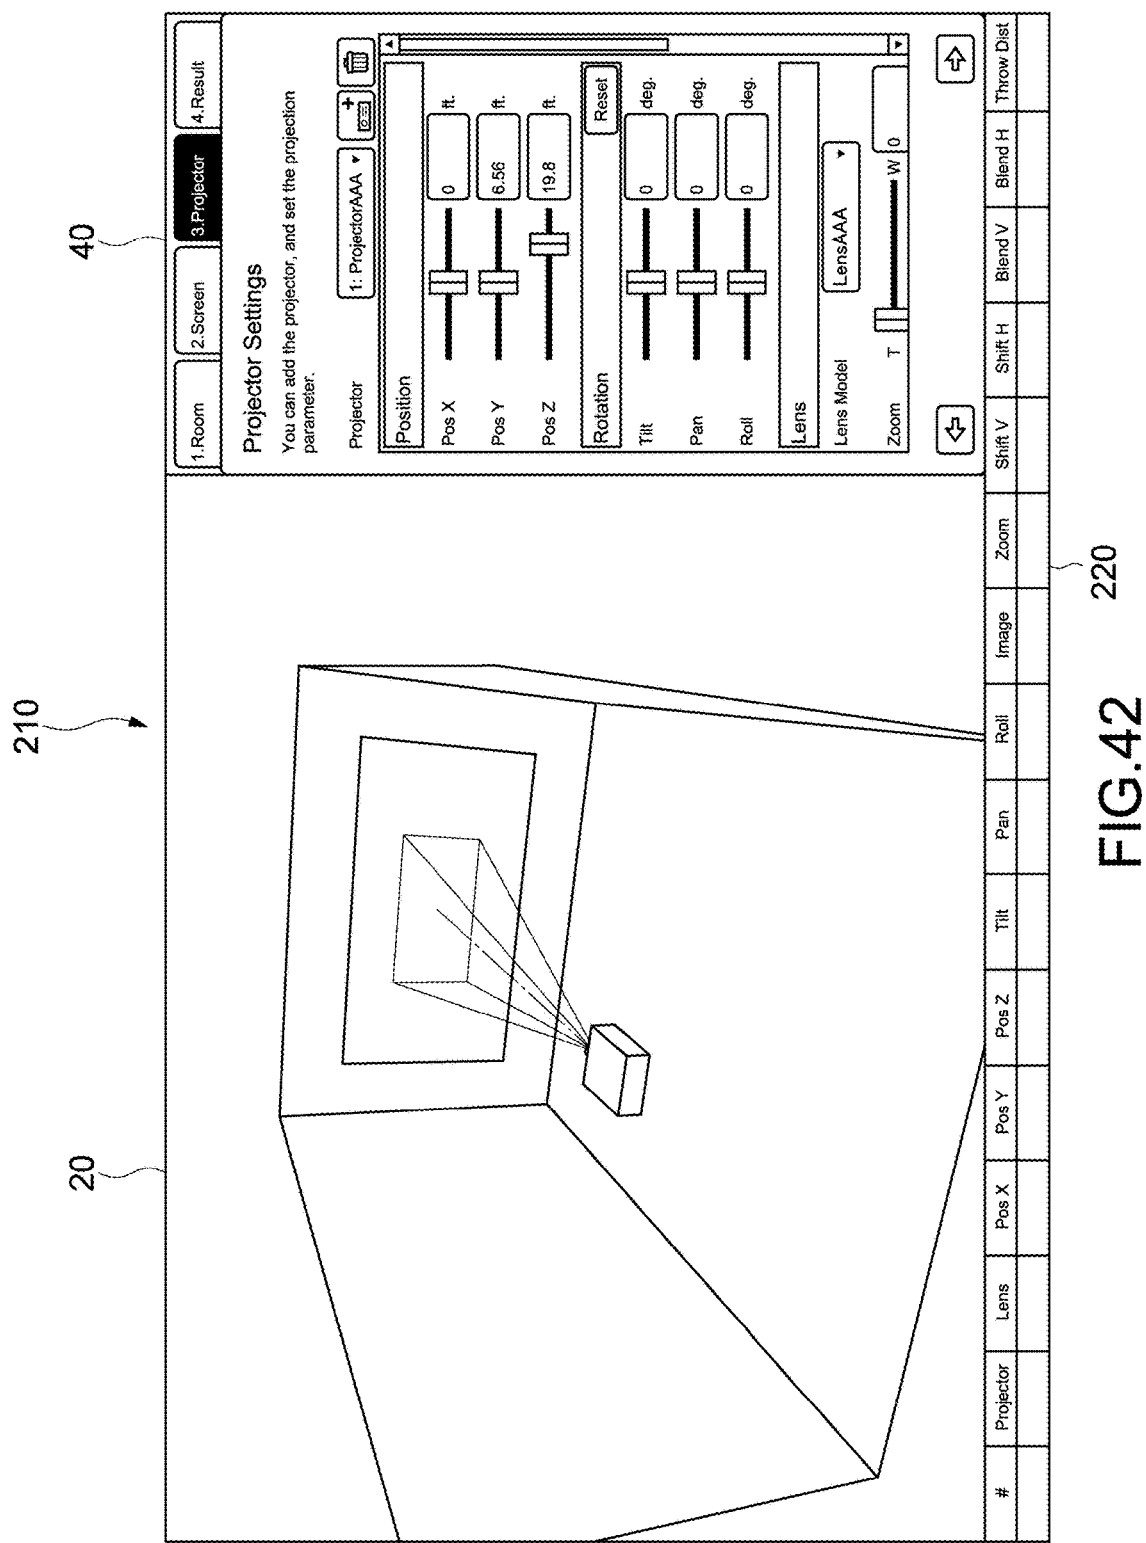 210
20
40
1.Room
2.Screen
3.Projector
4.Result
Projector Settings
You can add the projector, and set the projection
parameter.
Projector
1: ProjectorAAA
Position
Pos X
0
ft.
Pos Y
6.56
ft.
Pos Z
19.8
ft.
Rotation
Reset
Tilt
0
deg.
Pan
0
deg.
Roll
0
deg.
Lens
Lens Model
LensAAA
Zoom
T
W
0
# Projector Lens Pos X Pos Y Pos Z Tilt Pan Roll Image Zoom Shift V Shift H Blend V Blend H Throw Dist
220
FIG.42